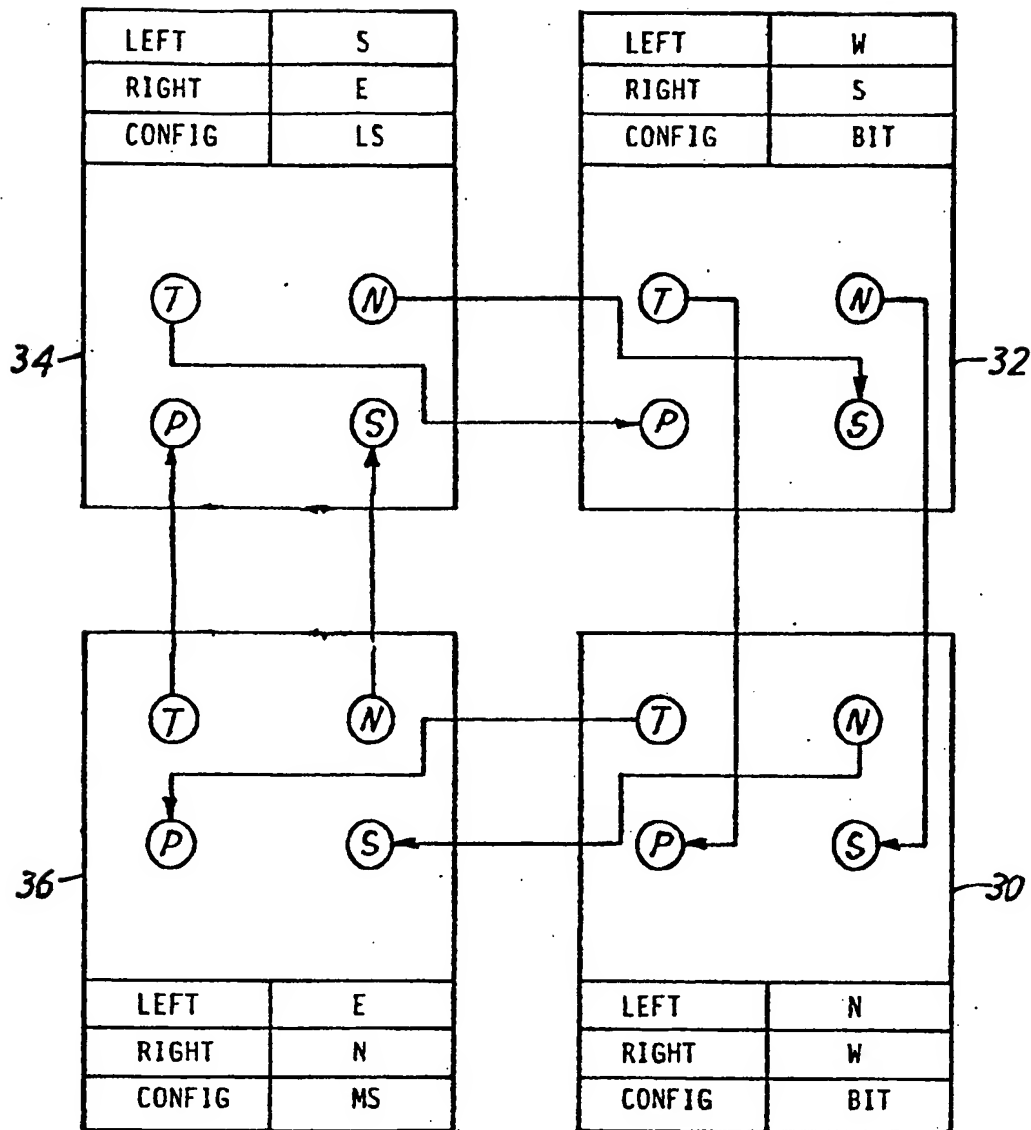 LEFT S
RIGHT E
CONFIG LS
LEFT W
RIGHT S
CONFIG BIT
T N T N
34 32
P S P S
T N T N
P S P S
36 30
LEFT E
RIGHT N
CONFIG MS
LEFT N
RIGHT W
CONFIG BIT